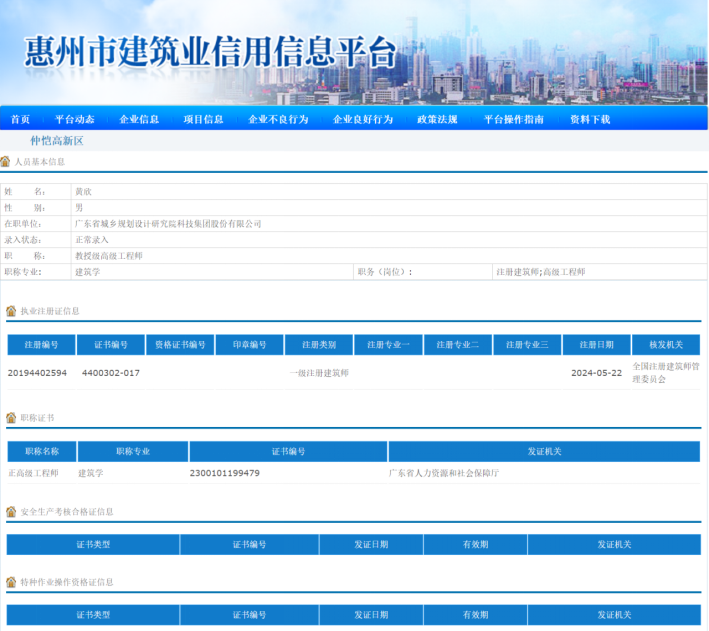 惠州市建筑业信用信息平台
首页 平台动态 企业信息 项目信息 企业不良行为 企业良好行为 政策法规 平台操作指南 资料下载
仲恺高新区
人员基本信息
姓 名: 黄欣
性 别: 男
在职单位: 广东省城乡规划设计研究院科技集团股份有限公司
录入状态: 正常录入
职 称: 教授级高级工程师
职称专业: 建筑学 职务（岗位）: 注册建筑师;高级工程师
执业注册证信息
注册编号 证书编号 资格证书编号 印章编号 注册类别 注册专业一 注册专业二 注册专业三 注册日期 核发机关
20194402594 4400302-017 一级注册建筑师 2024-05-22 全国注册建筑师管
理委员会
职称证书
职称名称 职称专业 证书编号 发证机关
正高级工程师 建筑学 2300101199479 广东省人力资源和社会保障厅
安全生产考核合格证信息
证书类型 证书编号 发证日期 有效期 发证机关
特种作业操作资格证信息
证书类型 证书编号 发证日期 有效期 发证机关